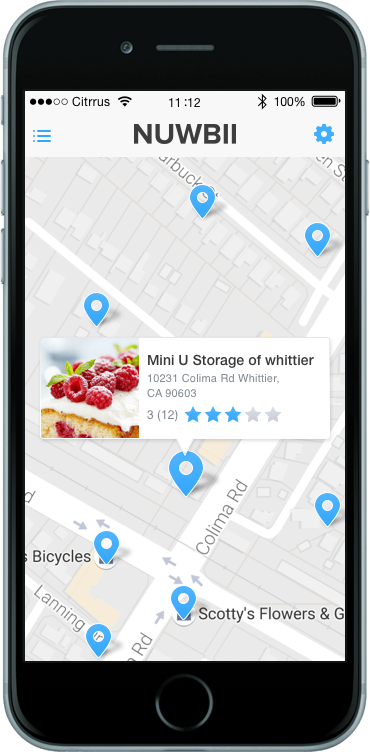 Citrrus
11:12
100%
NUWBII
Mini U Storage of whittier
10231 Colima Rd Whittier,
CA 90603
3 (12)
Colima Rd
s Bicycles
Lanning
Scotty's Flowers & G
Rd